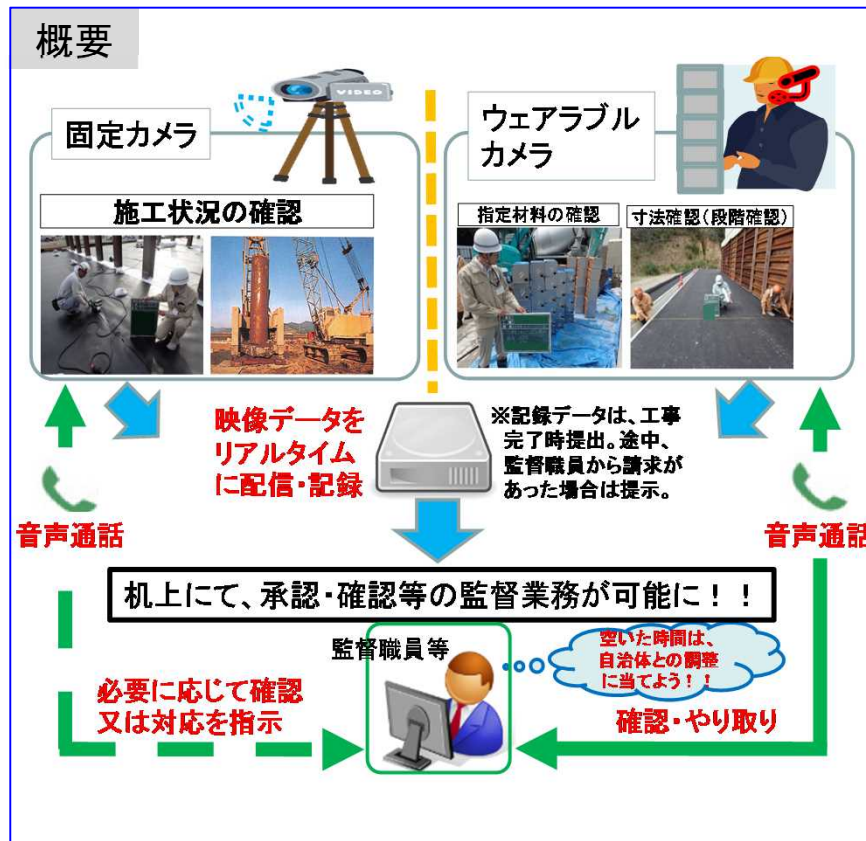 概要
VIDEO
固定カメラ
ウェアラブル
カメラ
施工状況の確認
指定材料の確認
寸法確認(段階確認)
映像データを
リアルタイム
に配信・記録
※記録データは、工事
完了時提出。途中、
監督職員から請求が
あった場合は提示。
音声通話
音声通話
机上にて、承認・確認等の監督業務が可能に！！
監督職員等
空いた時間は、
自治体との調整
に当てよう！！
必要に応じて確認
又は対応を指示
確認・やり取り